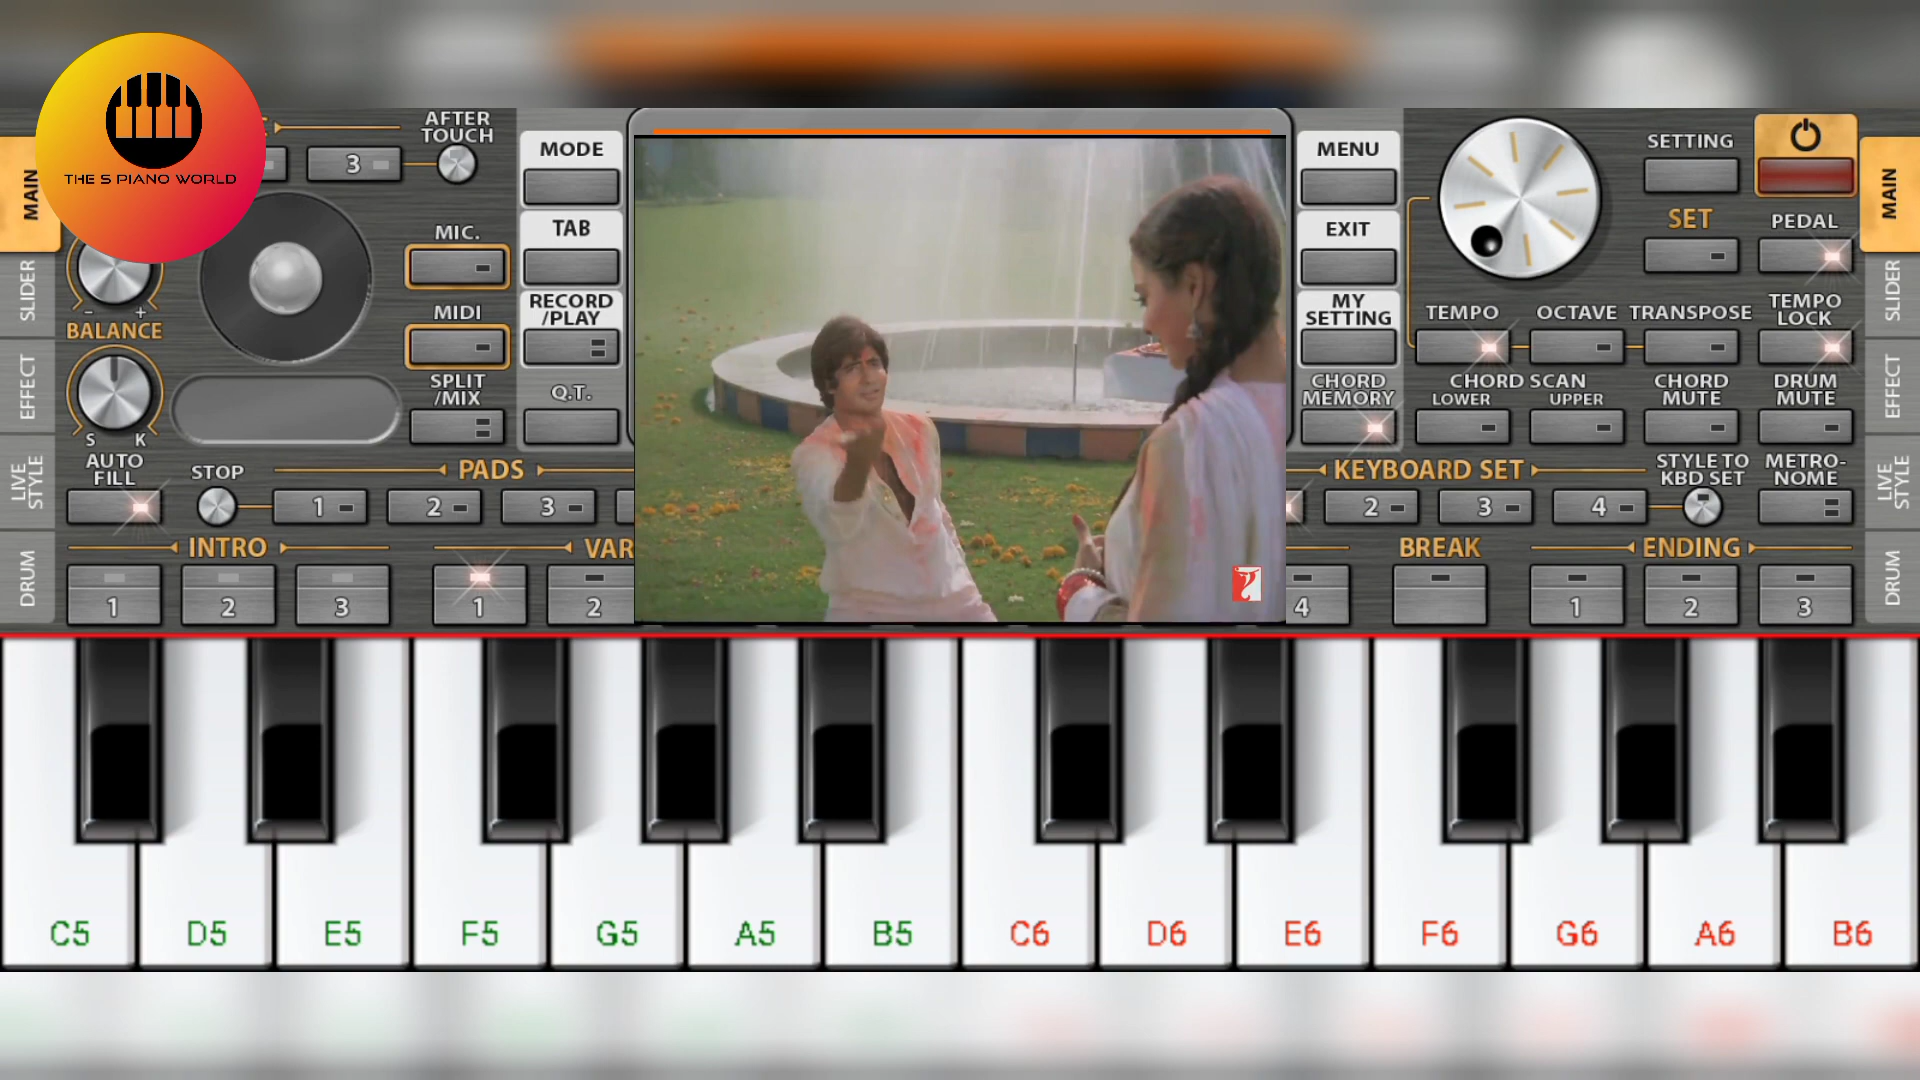 THE S PIANO WORLD
AFTER
TOUCH
3
MODE
MENU
SETTING
MAIN
MAIN
SET
PEDAL
MIC.
TAB
EXIT
- +
BALANCE
MIDI
RECORD
/PLAY
MY
SETTING
TEMPO
OCTAVE
TRANSPOSE
TEMPO
LOCK
SLIDER
SLIDER
SPLIT
/MIX
Q.T.
CHORD
MEMORY
CHORD SCAN
LOWER UPPER
CHORD
MUTE
DRUM
MUTE
EFFECT
EFFECT
S K
AUTO
FILL
STOP
PADS
1 2 3
KEYBOARD SET
2 3 4
STYLE TO
KBD SET
METRO-
NOME
LIVE
STYLE
LIVE
STYLE
INTRO
1 2 3
VAR
1 2
4
BREAK
ENDING
1 2 3
DRUM
DRUM
C5 D5 E5 F5 G5 A5 B5 C6 D6 E6 F6 G6 A6 B6